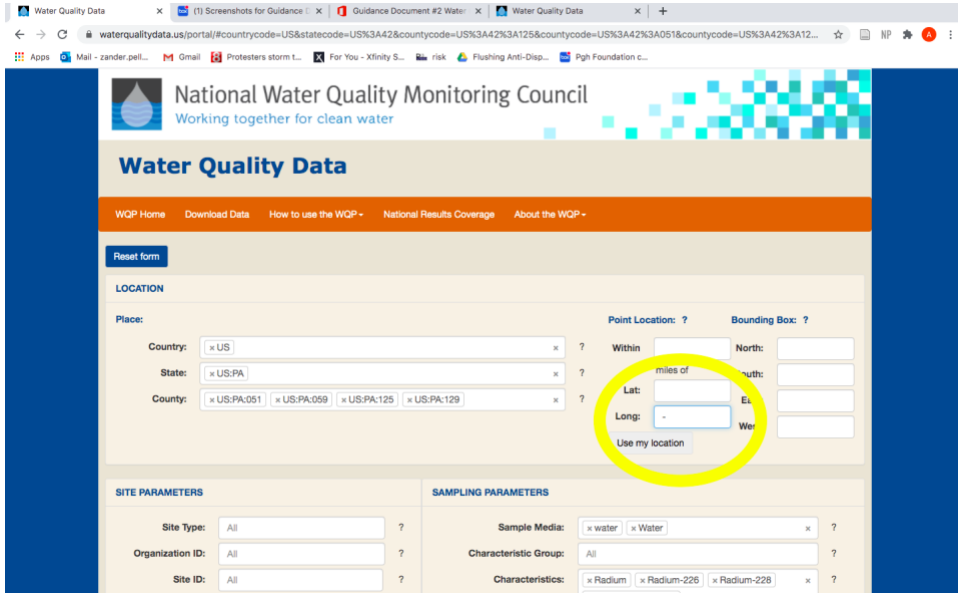 Water Quality Data × (1) Screenshots for Guidance D × Guidance Document #2 Water × Water Quality Data × +
waterqualitydata.us/portal/#countrycode=US&statecode=US%3A42&countycode=US%3A42%3A125&countycode=US%3A42%3A051&countycode=US%3A42%3A12... NP A
Apps Mail - zander.pell... Gmail Protesters storm t... For You - Xfinity S... risk Flushing Anti-Disp... Pgh Foundation c...
National Water Quality Monitoring Council
Working together for clean water
Water Quality Data
WQP Home Download Data How to use the WQP National Results Coverage About the WQP
Reset form
LOCATION
Place: Point Location: ? Bounding Box: ?
Country: × US × ? Within North:
State: × US:PA × ? miles of
County: × US:PA:051 × US:PA:059 × US:PA:125 × US:PA:129 × ? Lat:
Long: -
Use my location
SITE PARAMETERS SAMPLING PARAMETERS
Site Type: All ? Sample Media: × water × Water × ?
Organization ID: All ? Characteristic Group: All ?
Site ID: All ? Characteristics: × Radium × Radium-226 × Radium-228 × ?